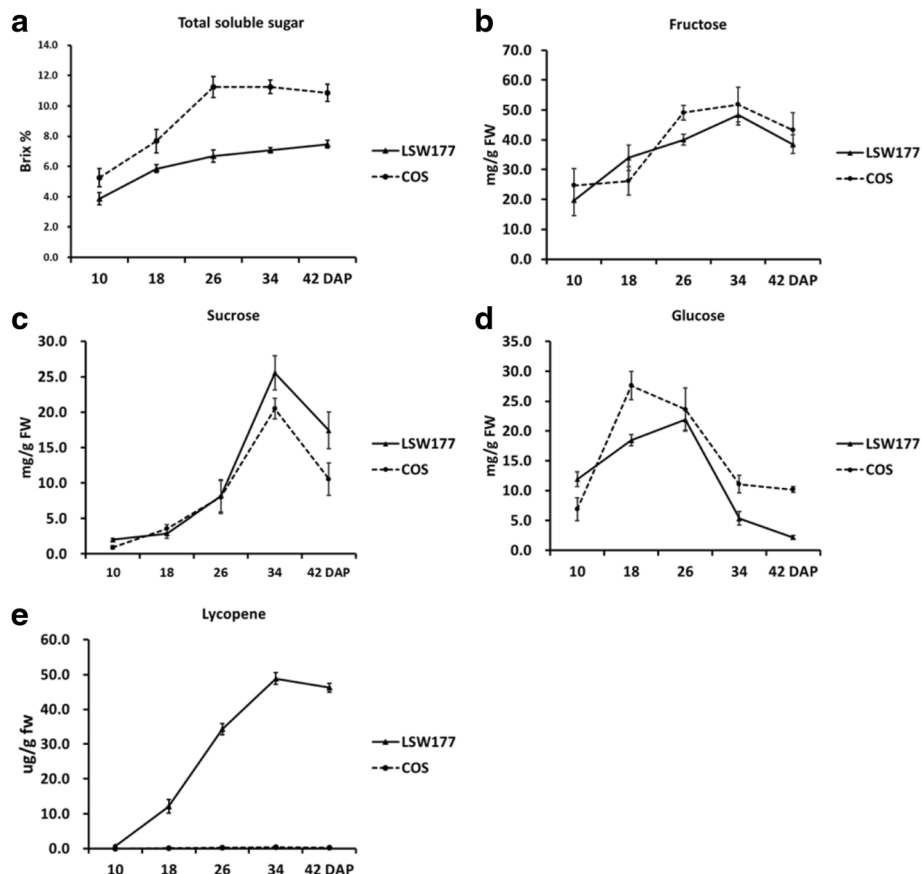 a
Total soluble sugar
14.0
12.0
10.0
8.0
6.0
4.0
2.0
0.0
Brix %
10 18 26 34 42 DAP
LSW177
COS
b
Fructose
70.0
60.0
50.0
40.0
30.0
20.0
10.0
0.0
mg/g FW
10 18 26 34 42 DAP
LSW177
COS
c
Sucrose
30.0
25.0
20.0
15.0
10.0
5.0
0.0
mg/g FW
10 18 26 34 42 DAP
LSW177
COS
d
Glucose
35.0
30.0
25.0
20.0
15.0
10.0
5.0
0.0
mg/g FW
10 18 26 34 42 DAP
LSW177
COS
e
Lycopene
60.0
50.0
40.0
30.0
20.0
10.0
0.0
ug/g fw
10 18 26 34 42 DAP
LSW177
COS